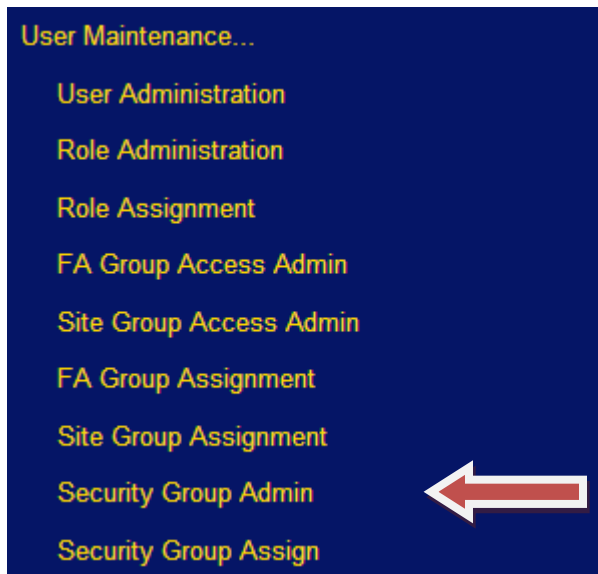 User Maintenance...
User Administration
Role Administration
Role Assignment
FA Group Access Admin
Site Group Access Admin
FA Group Assignment
Site Group Assignment
Security Group Admin
Security Group Assign